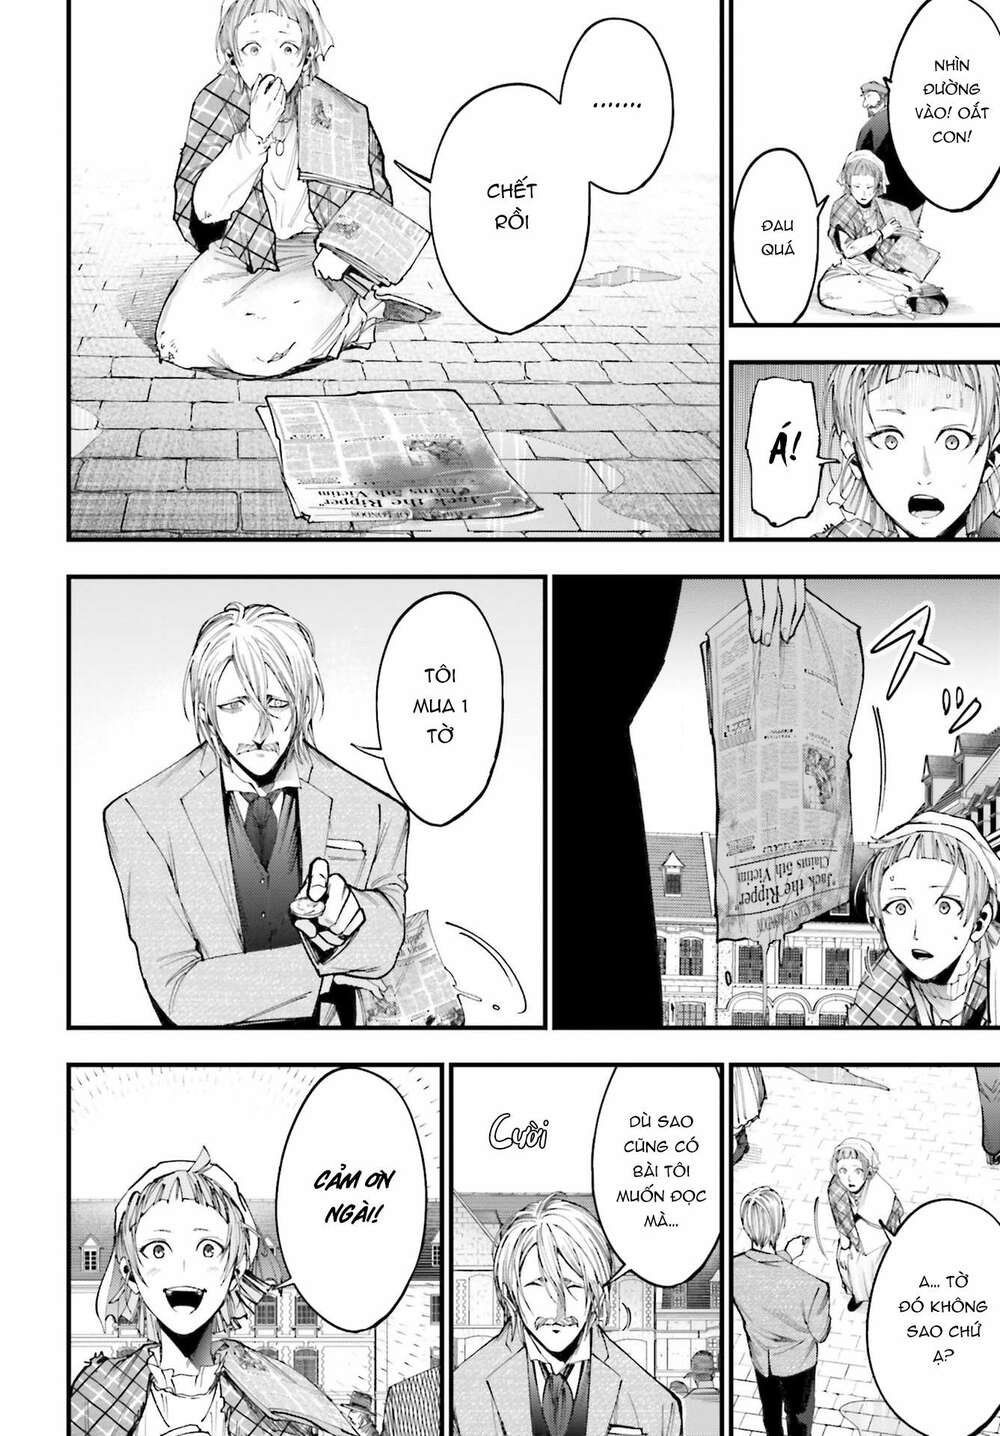 NHÌN
ĐƯỜNG
VÀO! OẮT
CON!
ĐAU
QUÁ
Á!
.......
CHẾT
RỒI
Jack the Ripper
Claims 5th Victim
ス
ッ
Jack the Ripper
Claims 5th Victim
TÔI
MUA 1
TỜ
A... TỜ
ĐÓ KHÔNG
SAO CHỨ
Ạ?
DÙ SAO
CŨNG CÓ
BÀI TÔI
MUỐN ĐỌC
MÀ...
CƯỜI
CẢM ƠN
NGÀI!